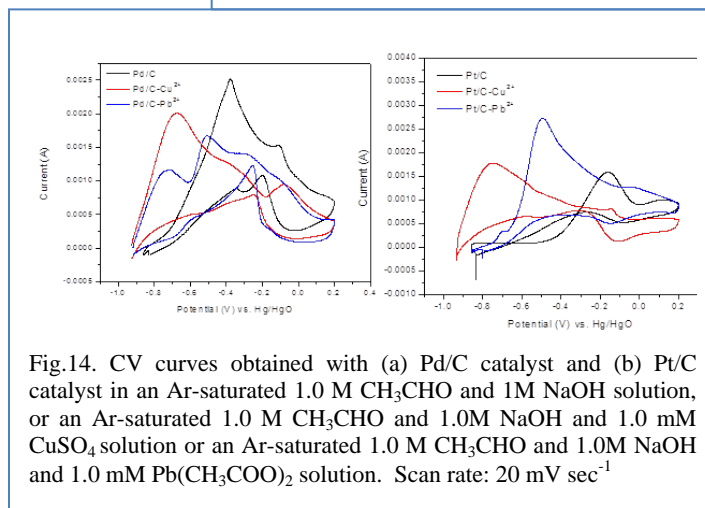 Pd/C
Pd/C-Cu²⁺
Pd/C-Pb²⁺
0.0025
0.0020
0.0015
0.0010
0.0005
0.0000
-0.0005
Current (A)
-1.0 -0.8 -0.6 -0.4 -0.2 0.0 0.2 0.4
Potential (V) vs. Hg/HgO
Pt/C
Pt/C-Cu²⁺
Pt/C-Pb²⁺
0.0040
0.0035
0.0030
0.0025
0.0020
0.0015
0.0010
0.0005
0.0000
-0.0005
-0.0010
Current (A)
-1.0 -0.8 -0.6 -0.4 -0.2 0.0 0.2
Potential (V) vs. Hg/HgO
Fig.14. CV curves obtained with (a) Pd/C catalyst and (b) Pt/C
catalyst in an Ar-saturated 1.0 M CH₃CHO and 1M NaOH solution,
or an Ar-saturated 1.0 M CH₃CHO and 1.0M NaOH and 1.0 mM
CuSO₄ solution or an Ar-saturated 1.0 M CH₃CHO and 1.0M NaOH
and 1.0 mM Pb(CH₃COO)₂ solution. Scan rate: 20 mV sec⁻¹